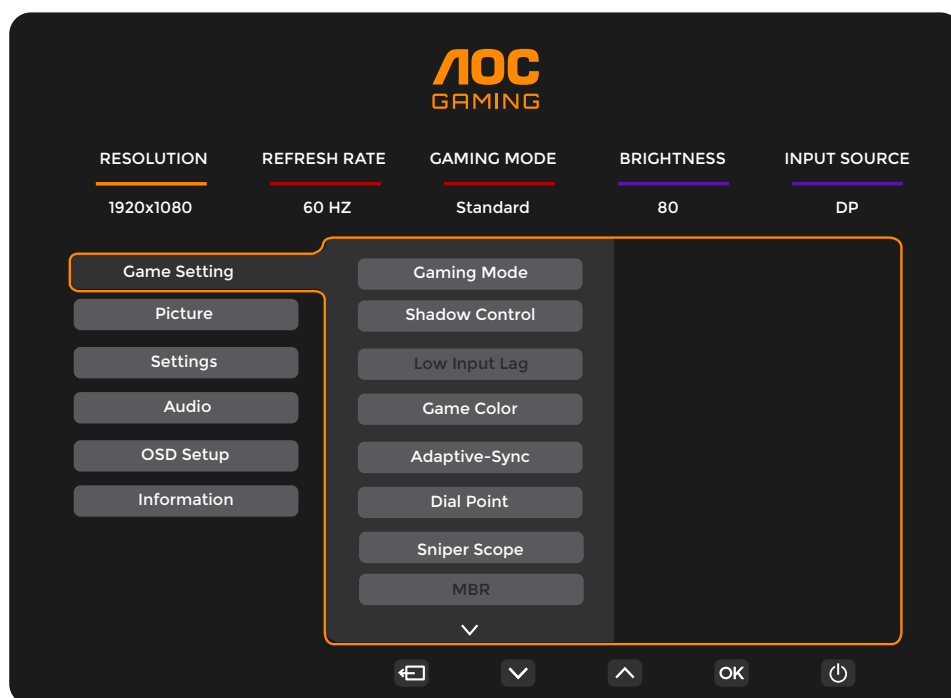 AOC
GAMING
RESOLUTION REFRESH RATE GAMING MODE BRIGHTNESS INPUT SOURCE
1920x1080 60 HZ Standard 80 DP
Game Setting
Picture
Settings
Audio
OSD Setup
Information
Gaming Mode
Shadow Control
Low Input Lag
Game Color
Adaptive-Sync
Dial Point
Sniper Scope
MBR
OK